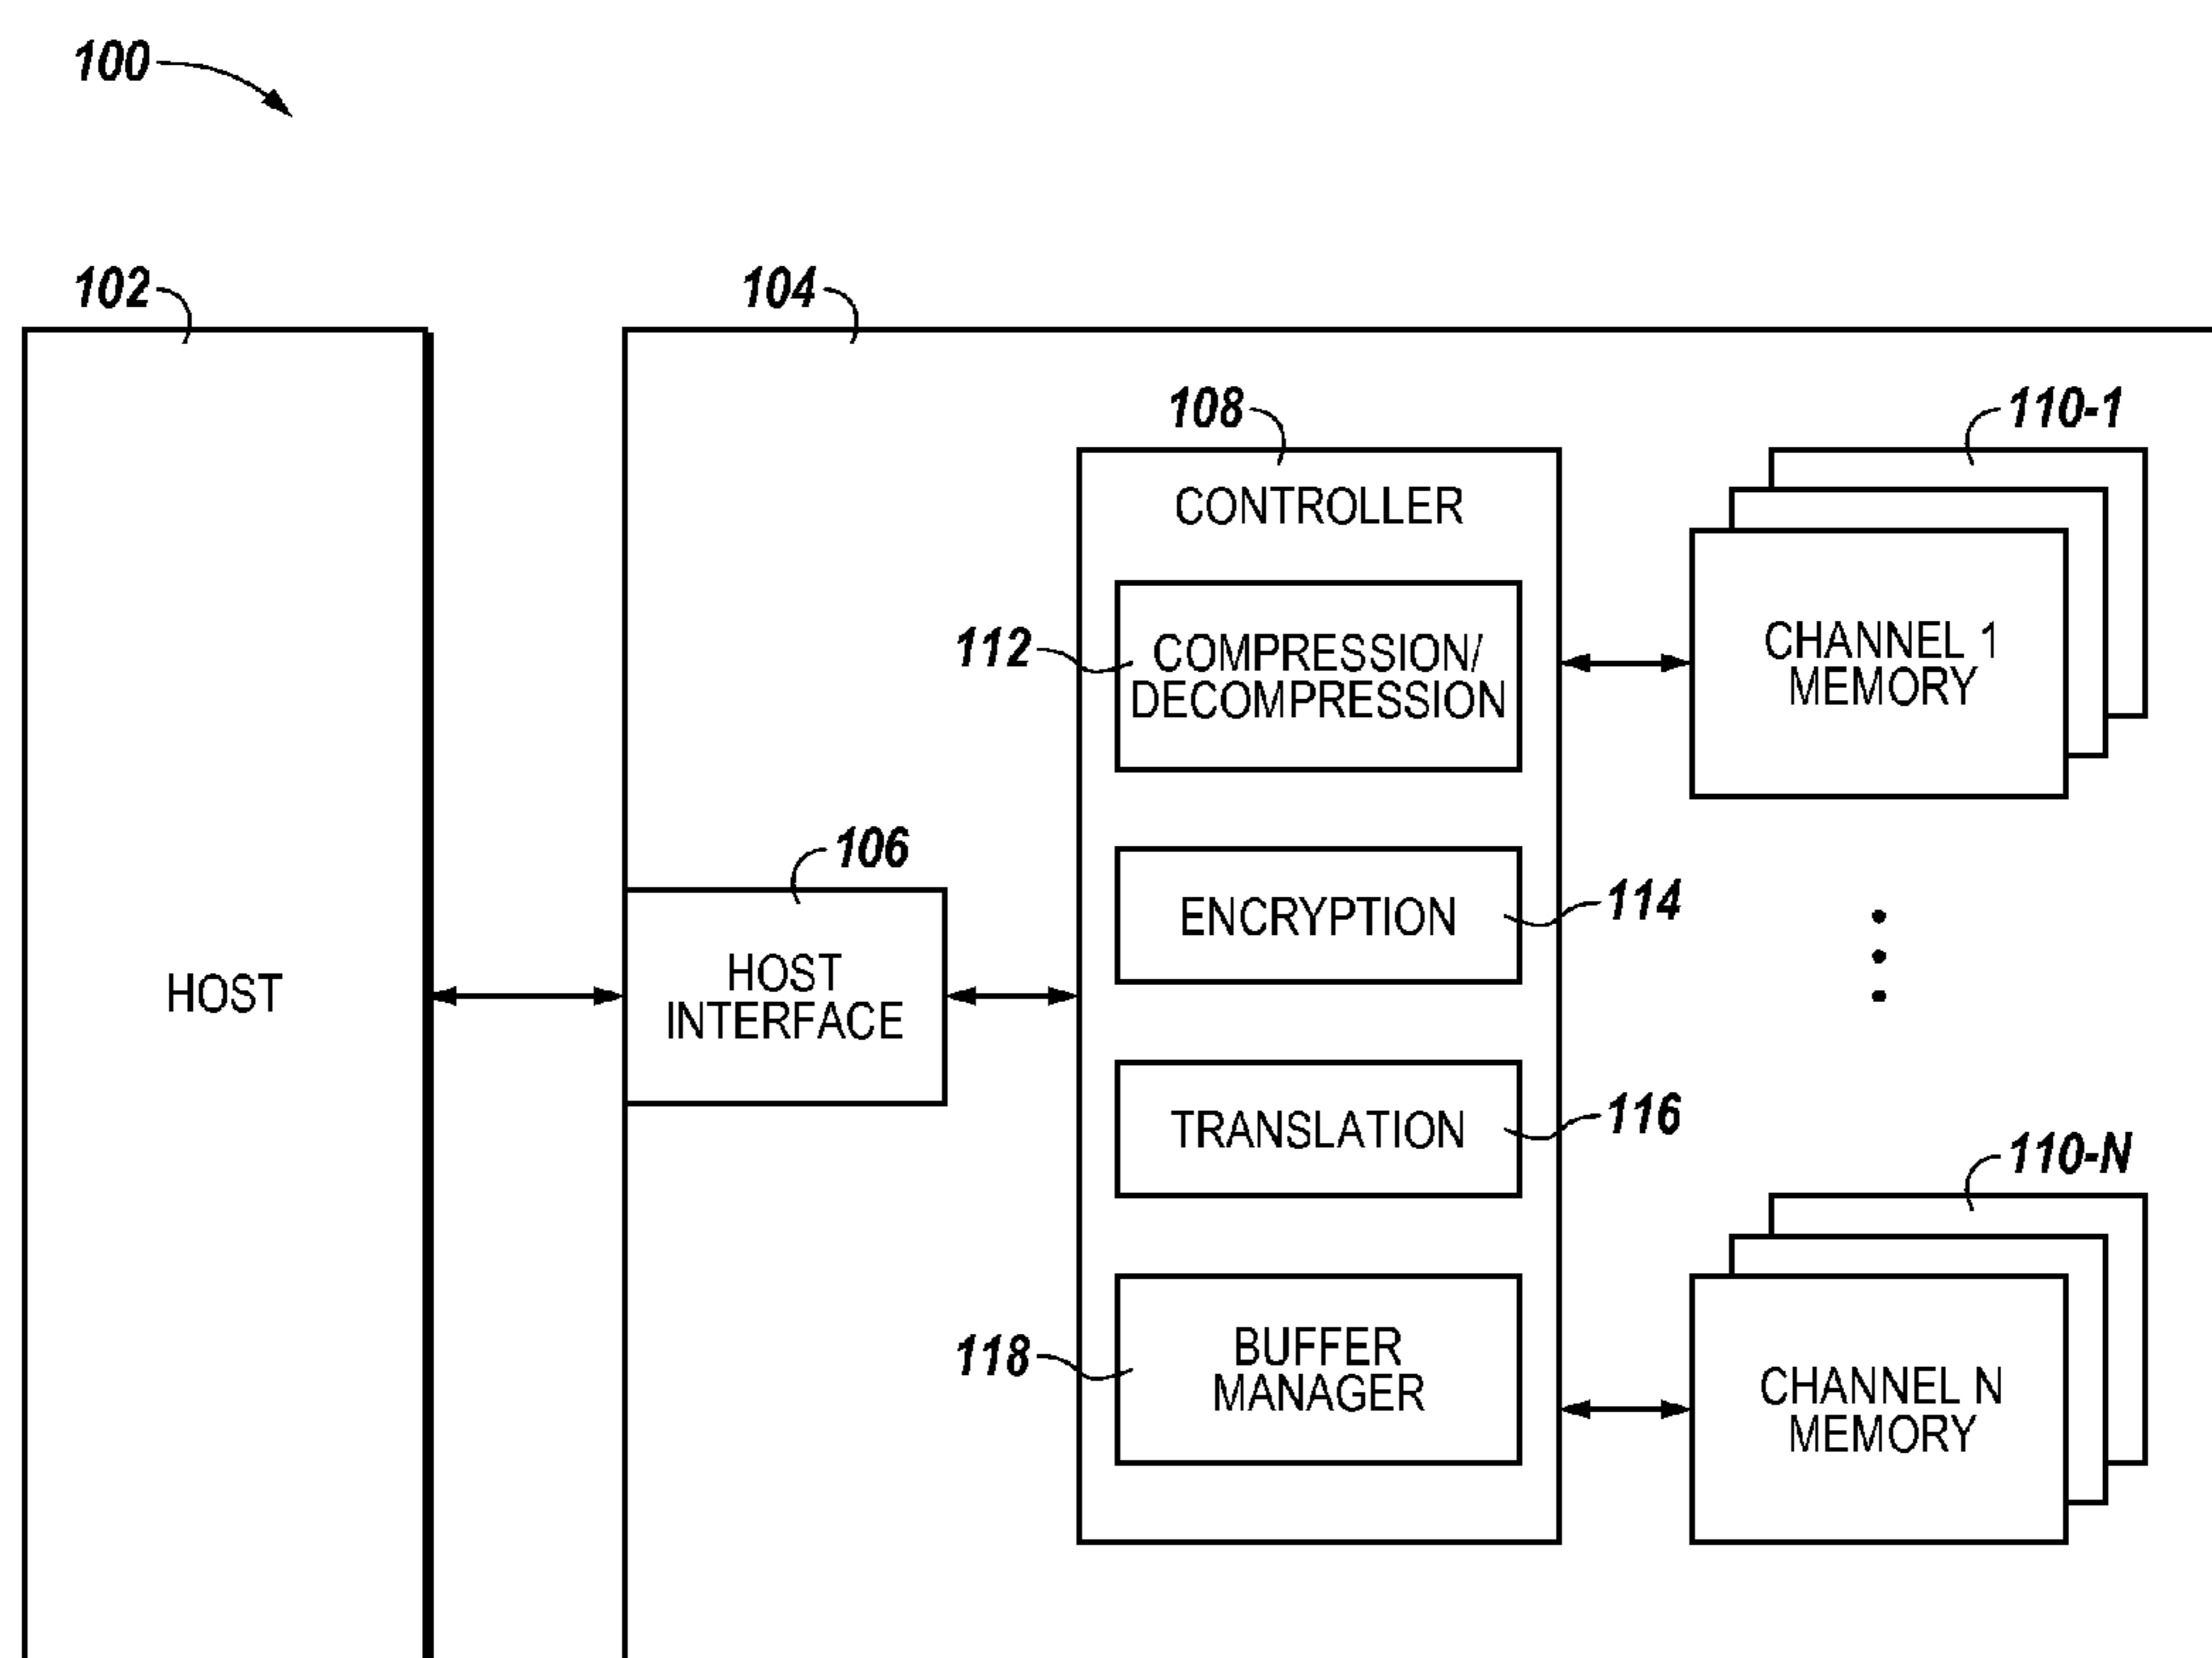 100
102
104
108
110-1
CONTROLLER
112
COMPRESSION/
DECOMPRESSION
CHANNEL 1
MEMORY
106
ENCRYPTION
114
HOST
HOST
INTERFACE
TRANSLATION
116
110-N
118
BUFFER
MANAGER
CHANNEL N
MEMORY